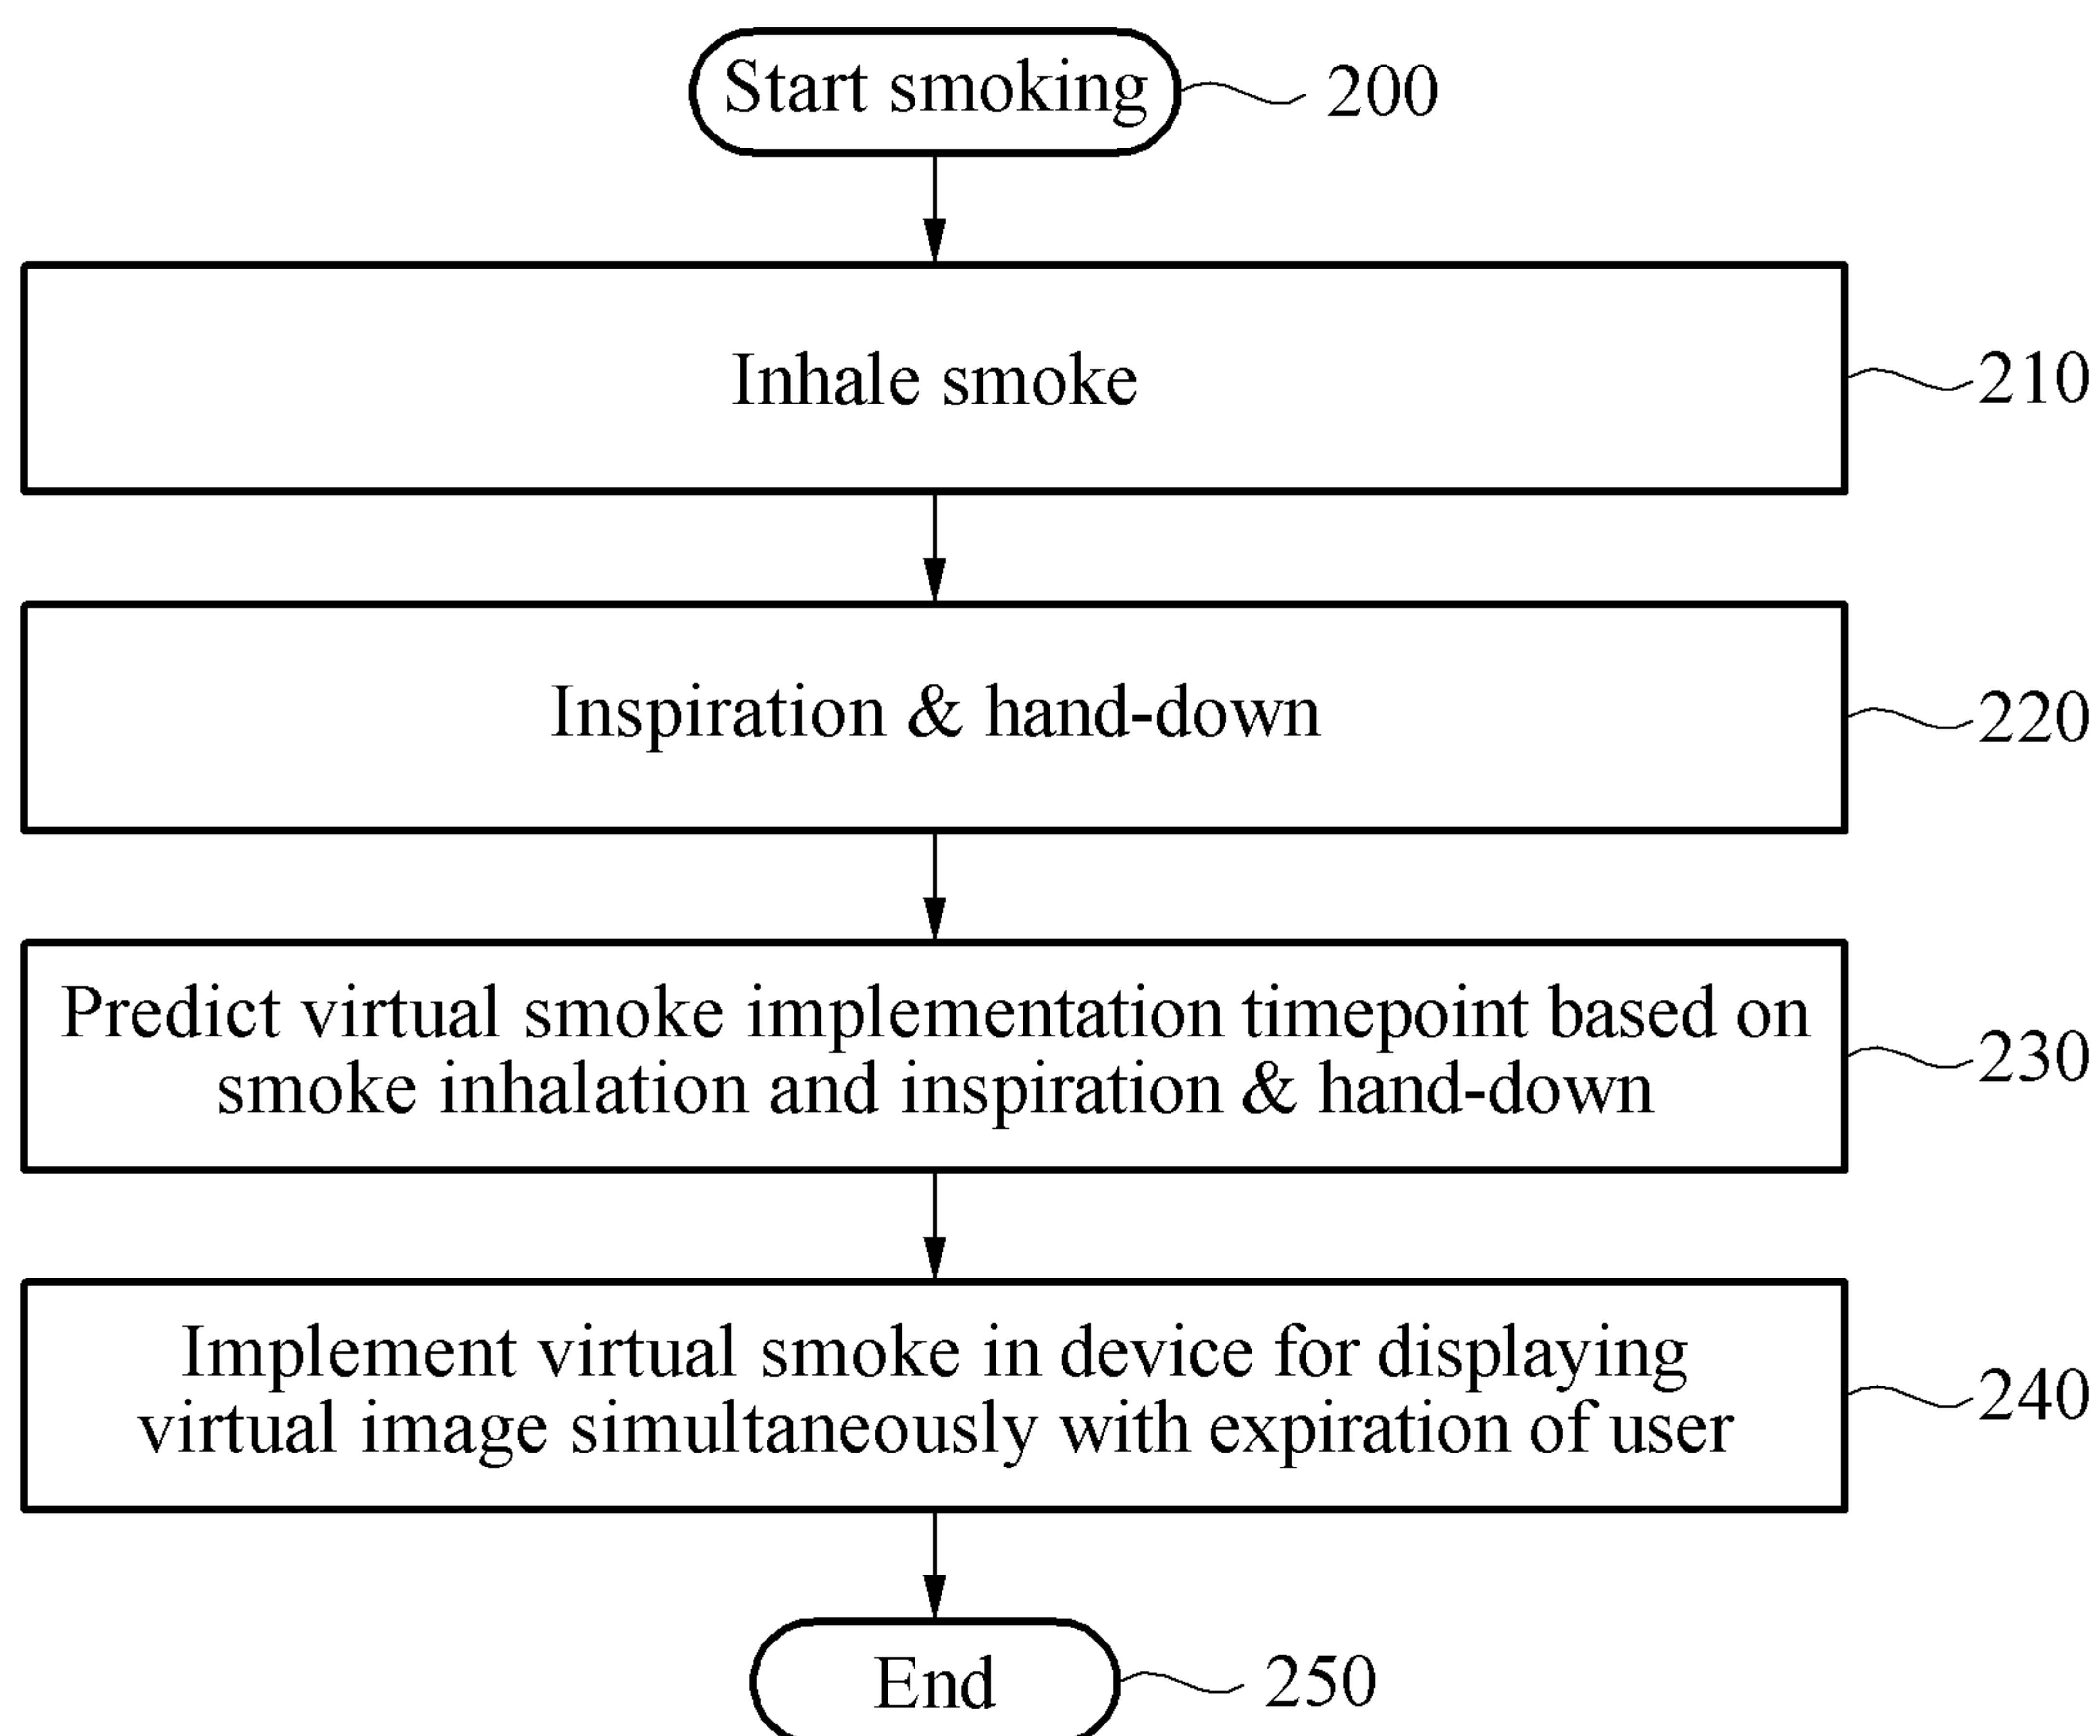 Start smoking 200
Inhale smoke 210
Inspiration & hand-down 220
Predict virtual smoke implementation timepoint based on
smoke inhalation and inspiration & hand-down 230
Implement virtual smoke in device for displaying
virtual image simultaneously with expiration of user 240
End 250